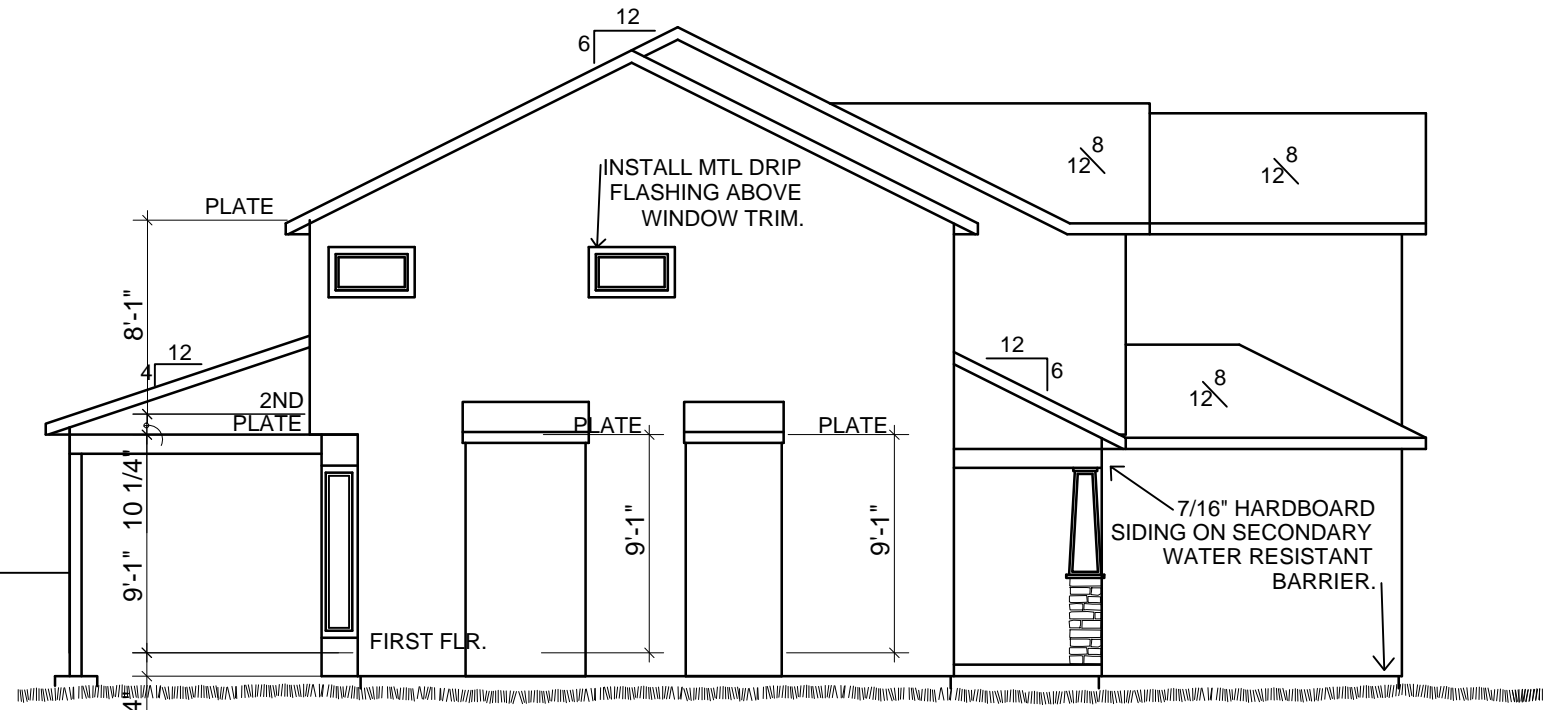 12
6
INSTALL MTL DRIP
FLASHING ABOVE
WINDOW TRIM.
8
12
8
12
PLATE
8'-1"
12
4
12
6
8
12
2ND
PLATE
PLATE
PLATE
10 1/4"
9'-1"
9'-1"
9'-1"
7/16" HARDBOARD
SIDING ON SECONDARY
WATER RESISTANT
BARRIER.
FIRST FLR.
4"